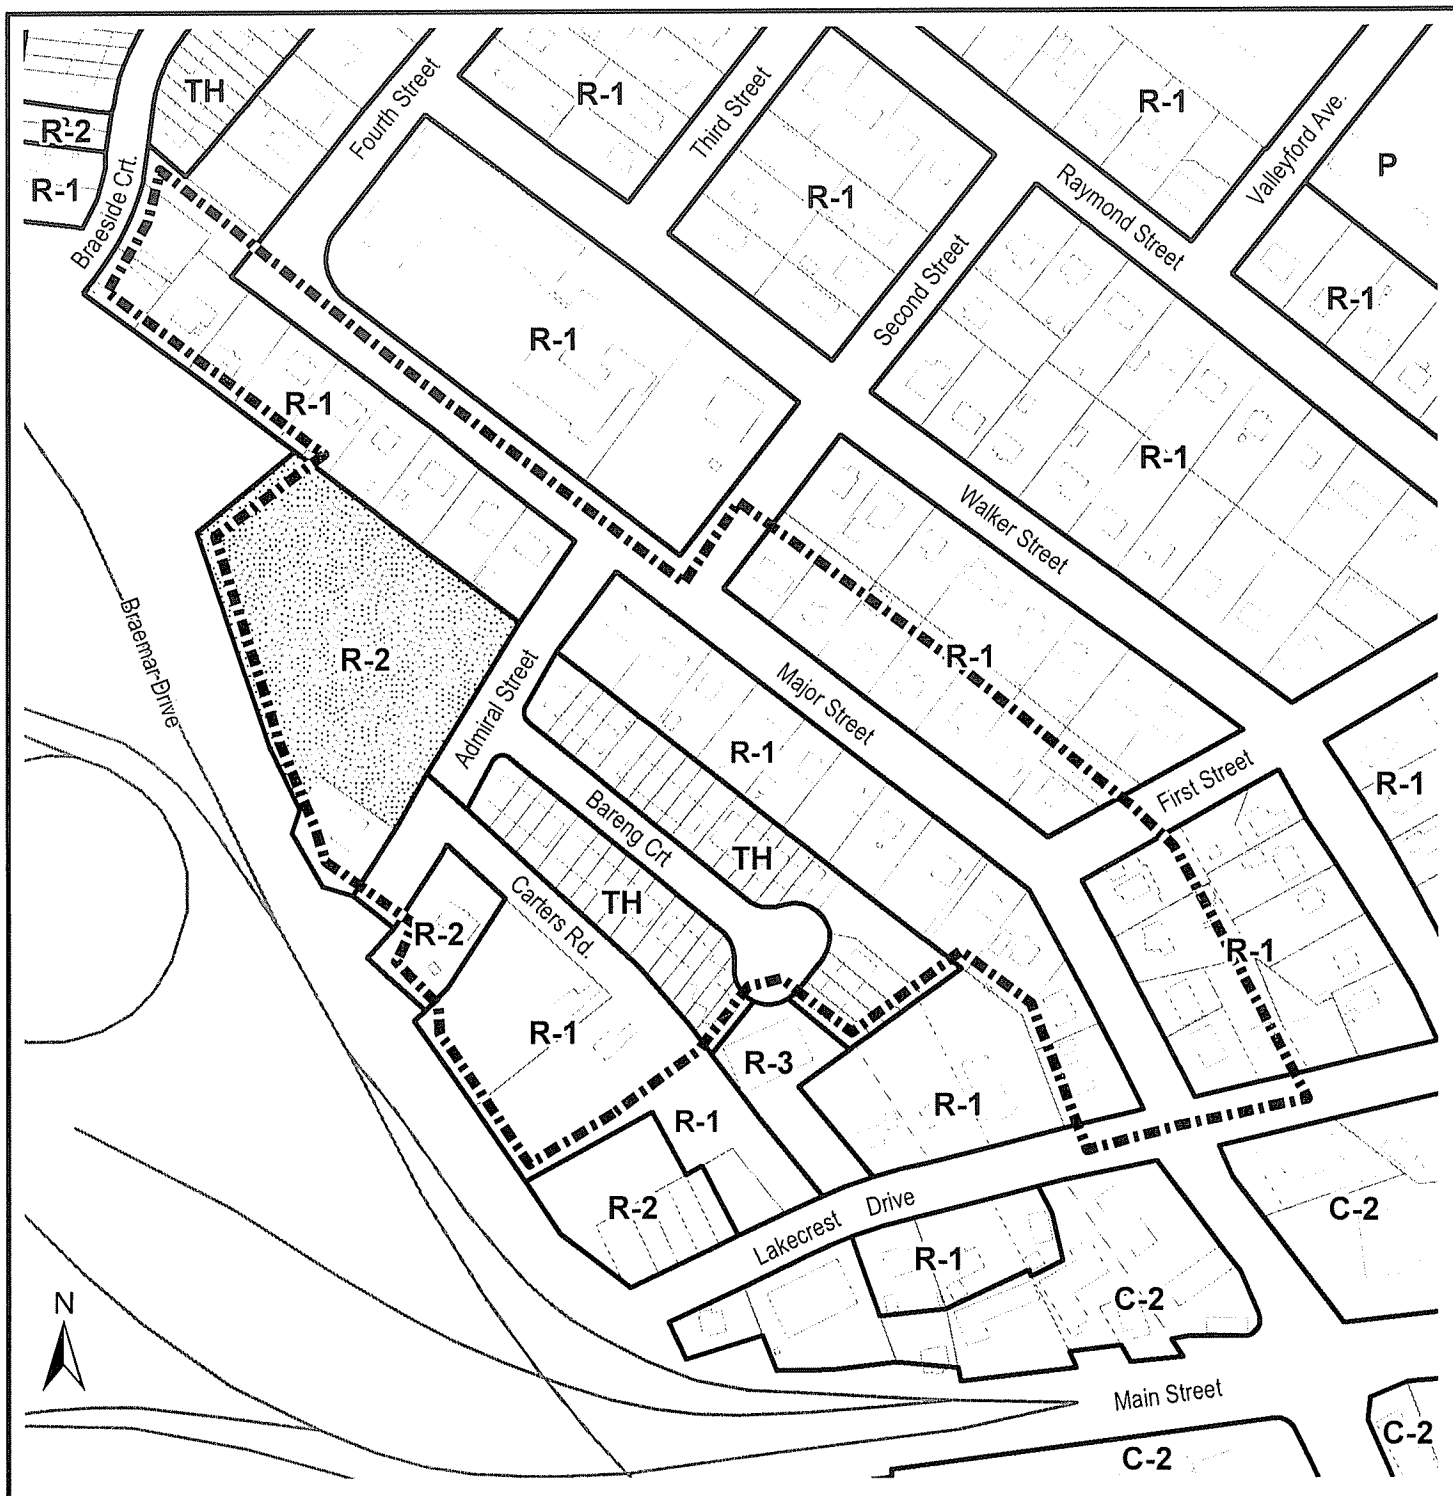 TH
Fourth Street
R-1
Third Street
R-1
R-2
R-1
Valleyford Ave.
P
R-1
Raymond Street
R-1
Braeside Crt.
Second Street
R-1
R-1
R-1
R-1
Walker Street
Braemar Drive
R-2
R-1
Admiral Street
Major Street
R-1
First Street
R-1
Bareng Crt
TH
TH
Carters Rd.
R-2
R-1
R-1
R-3
R-1
R-1
R-2
Lakecrest Drive
C-2
R-1
C-2
N
Main Street
C-2
C-2